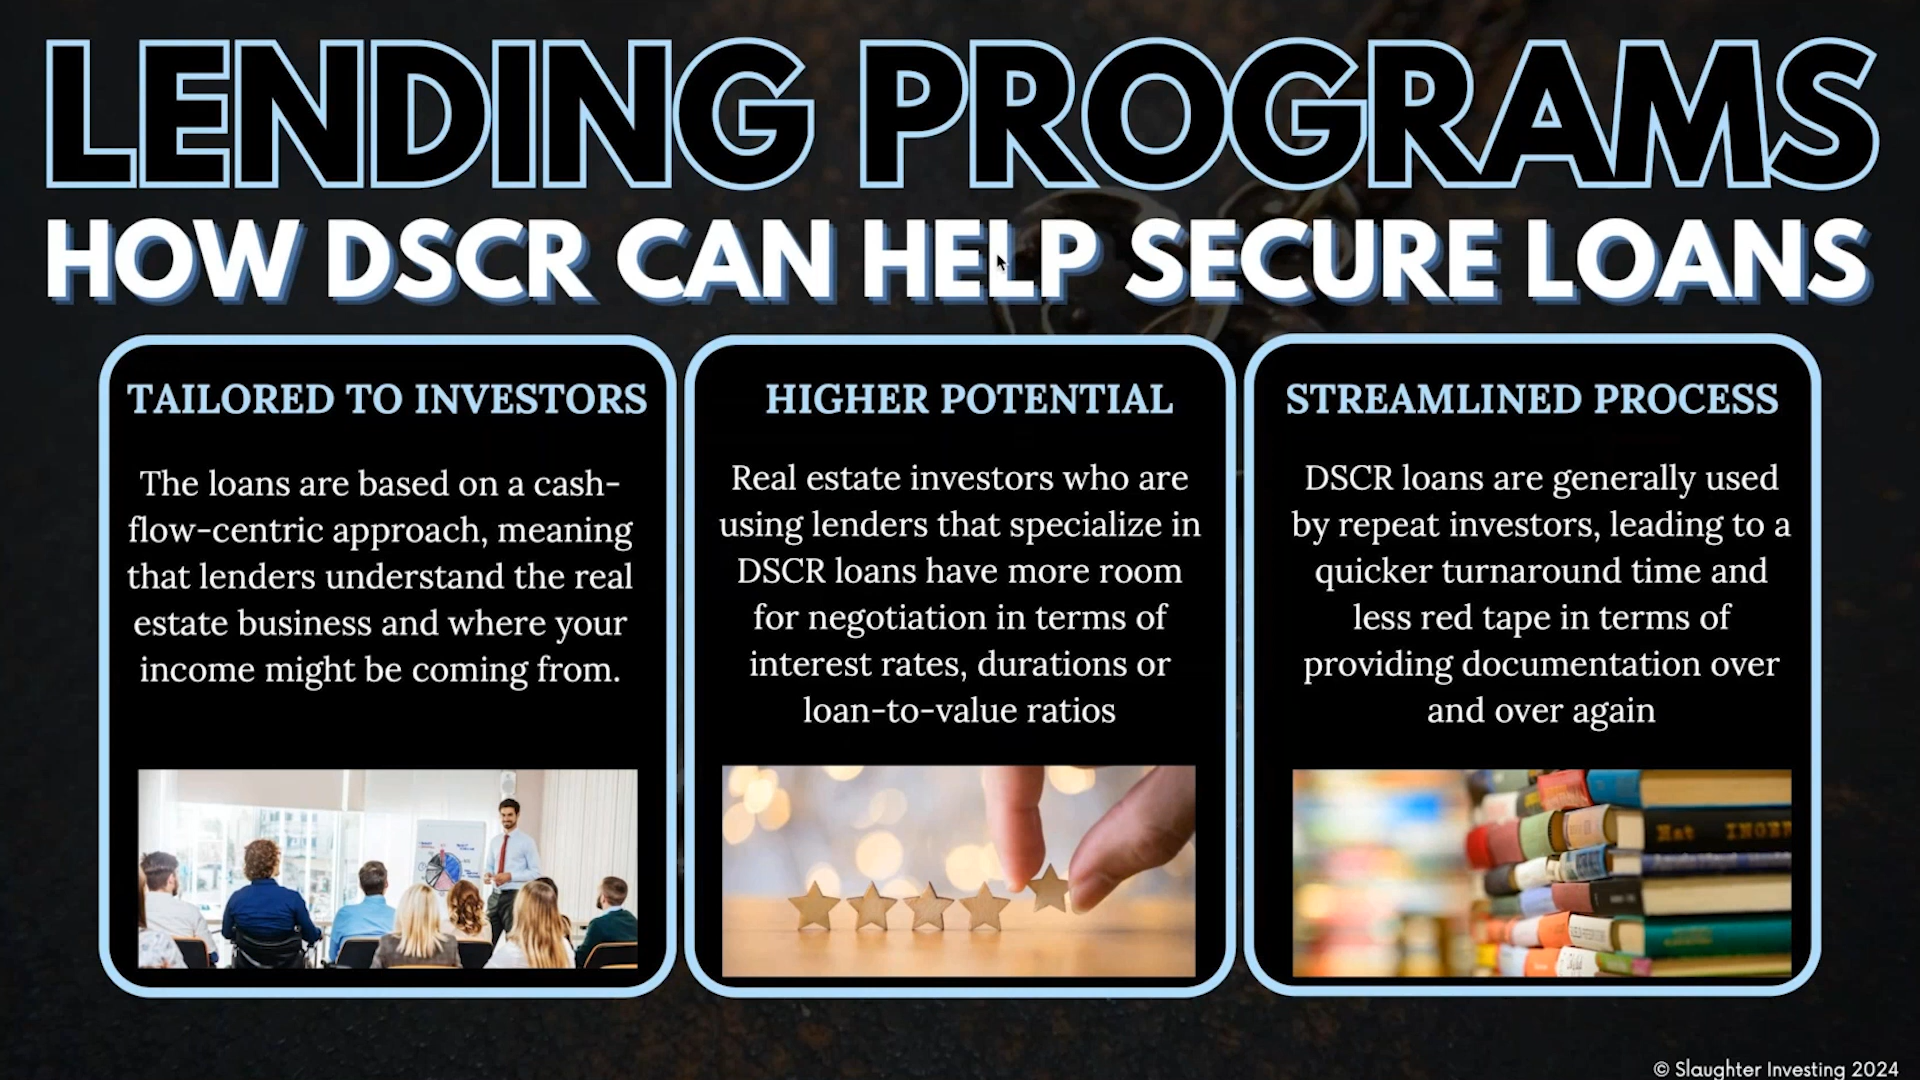 LENDING PROGRAMS
HOW DSCR CAN HELP SECURE LOANS
TAILORED TO INVESTORS
The loans are based on a cash-
flow-centric approach, meaning
that lenders understand the real
estate business and where your
income might be coming from.
HIGHER POTENTIAL
Real estate investors who are
using lenders that specialize in
DSCR loans have more room
for negotiation in terms of
interest rates, durations or
loan-to-value ratios
STREAMLINED PROCESS
DSCR loans are generally used
by repeat investors, leading to a
quicker turnaround time and
less red tape in terms of
providing documentation over
and over again
© Slaughter Investing 2024